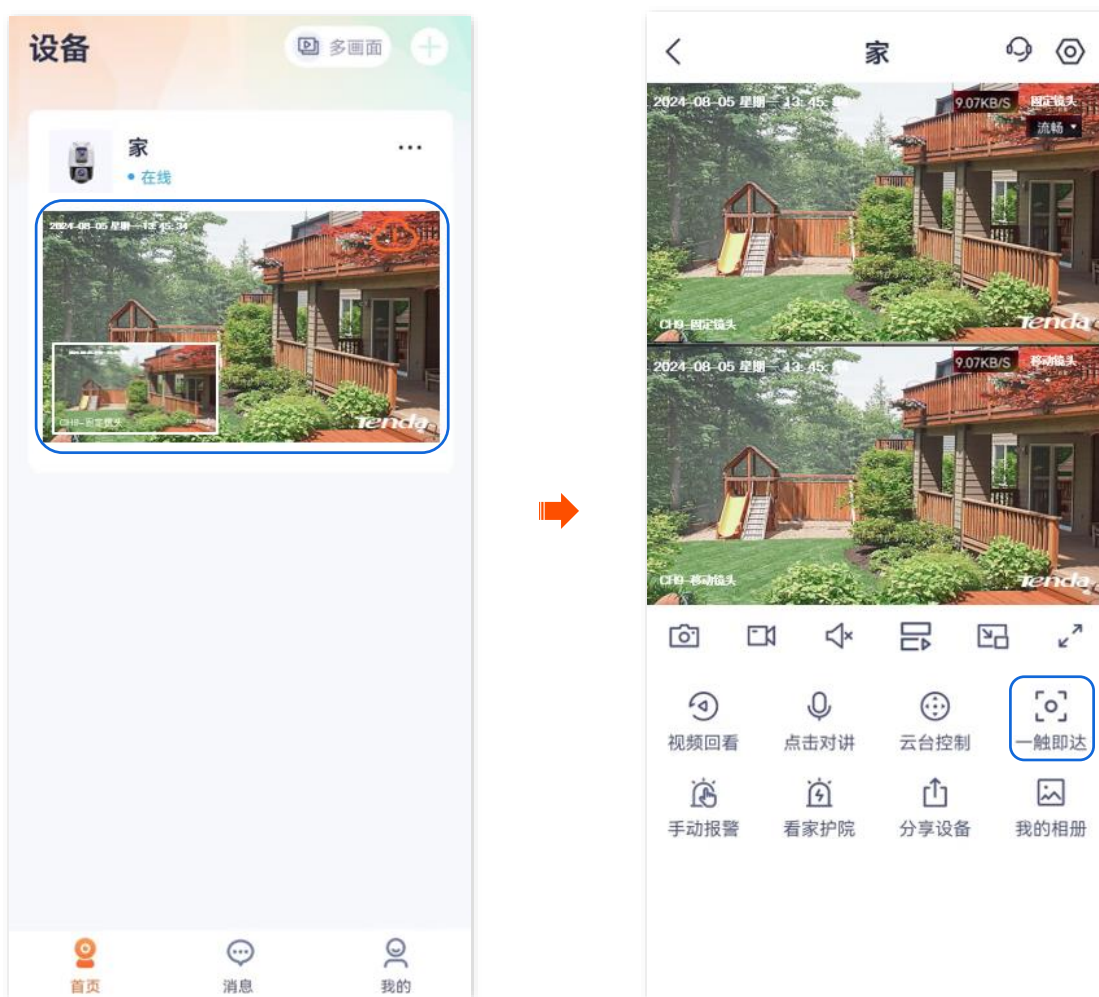 设备
多画面
家
在线
2024-08-05 星期一 13:45:34
CH9-固定镜头
Tenda
首页
消息
我的
家
2024-08-05 星期一 13:45:
9.07KB/S
固定镜头
流畅
CH9-固定镜头
Tenda
2024-08-05 星期一 13:45:
9.07KB/S
移动镜头
CH9-移动镜头
Tenda
视频回看
点击对讲
云台控制
一触即达
手动报警
看家护院
分享设备
我的相册